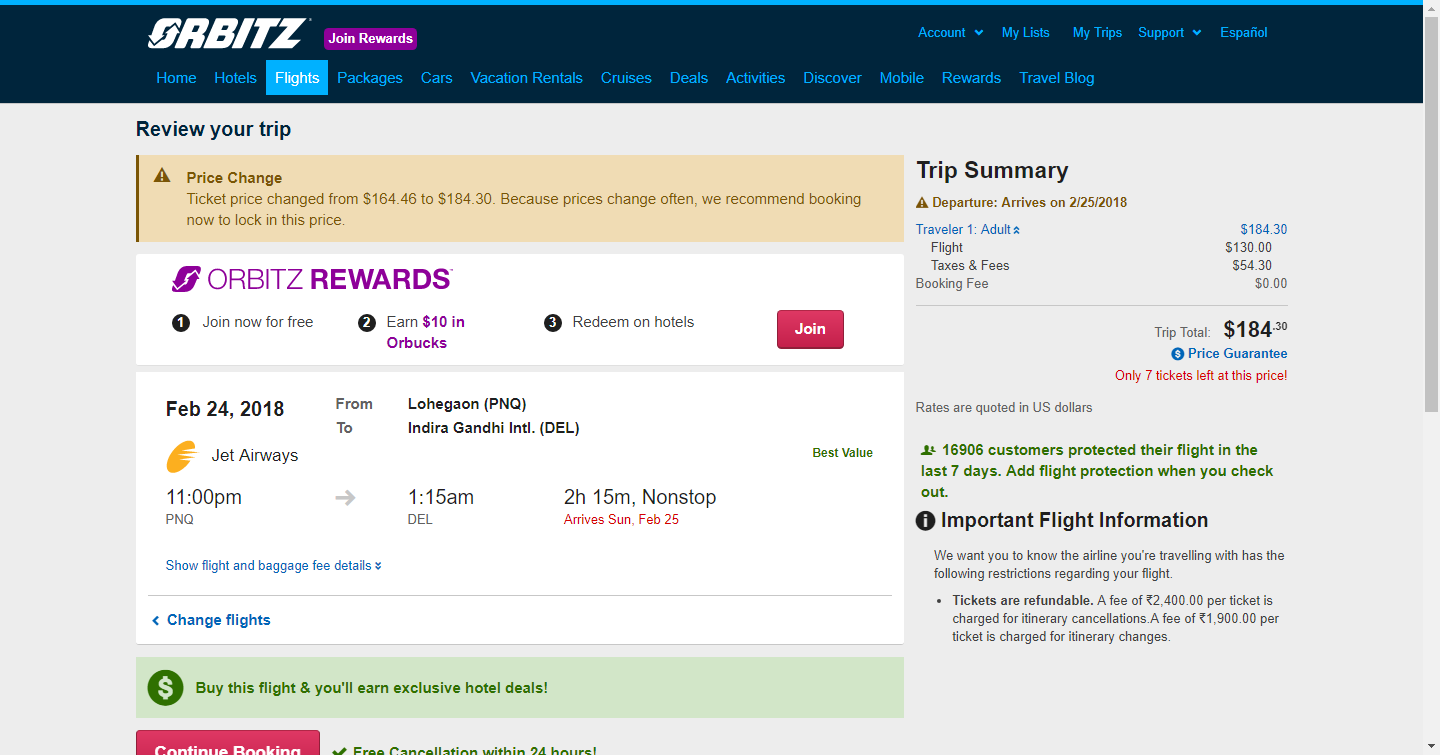 ORBITZ
Join Rewards
Account
My Lists
My Trips
Support
Español
Home
Hotels
Flights
Packages
Cars
Vacation Rentals
Cruises
Deals
Activities
Discover
Mobile
Rewards
Travel Blog
Review your trip
Price Change
Ticket price changed from $164.46 to $184.30. Because prices change often, we recommend booking
now to lock in this price.
ORBITZ REWARDS
1 Join now for free
2 Earn $10 in
Orbucks
3 Redeem on hotels
Join
Feb 24, 2018
From Lohegaon (PNQ)
To Indira Gandhi Intl. (DEL)
Jet Airways
Best Value
11:00pm
PNQ
1:15am
DEL
2h 15m, Nonstop
Arrives Sun, Feb 25
Show flight and baggage fee details
Change flights
Buy this flight & you'll earn exclusive hotel deals!
Continue Booking
Free Cancellation within 24 hours!
Trip Summary
Departure: Arrives on 2/25/2018
Traveler 1: Adult $184.30
Flight $130.00
Taxes & Fees $54.30
Booking Fee $0.00
Trip Total: $184.30
Price Guarantee
Only 7 tickets left at this price!
Rates are quoted in US dollars
16906 customers protected their flight in the
last 7 days. Add flight protection when you check
out.
Important Flight Information
We want you to know the airline you're travelling with has the
following restrictions regarding your flight.
• Tickets are refundable. A fee of ₹2,400.00 per ticket is
charged for itinerary cancellations.A fee of ₹1,900.00 per
ticket is charged for itinerary changes.